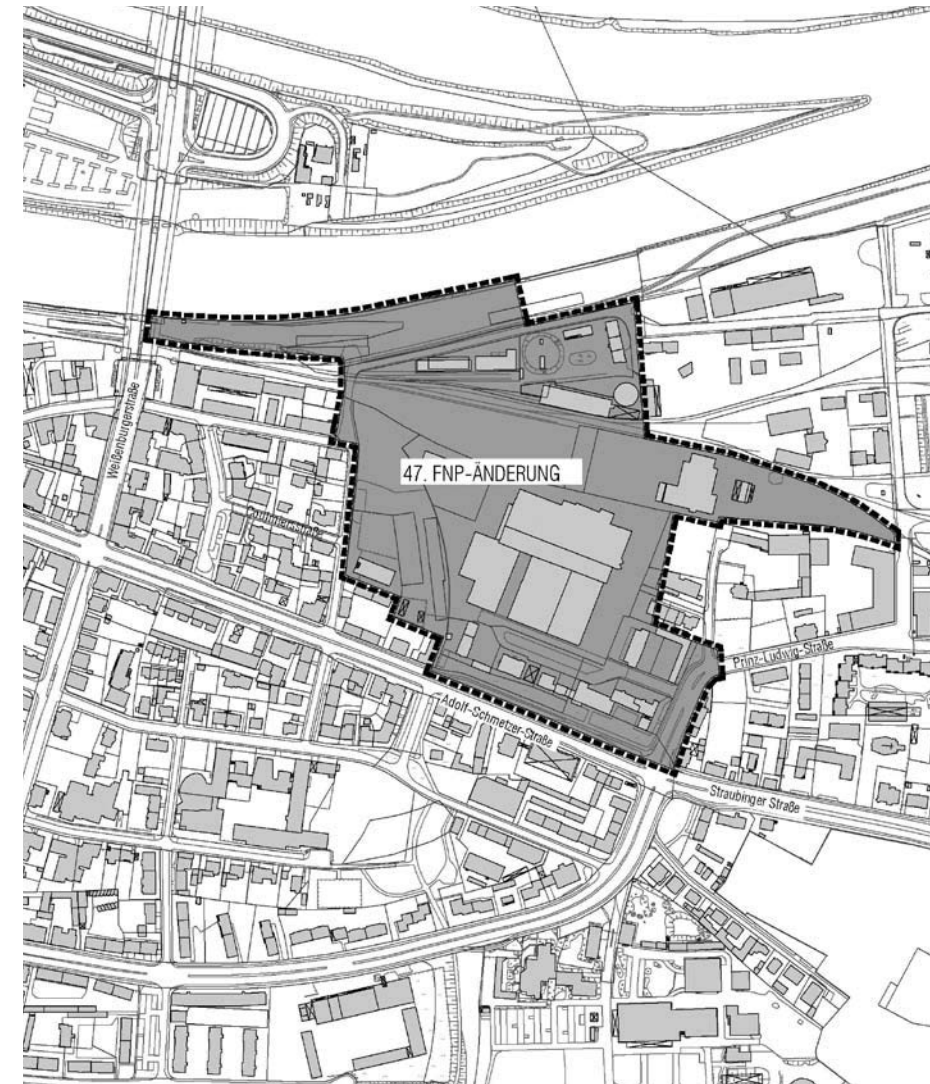 Weißenburgerstraße
47. FNP-ÄNDERUNG
Prinz-Ludwig-Straße
Adolf-Schmetzer-Straße
Straubinger Straße